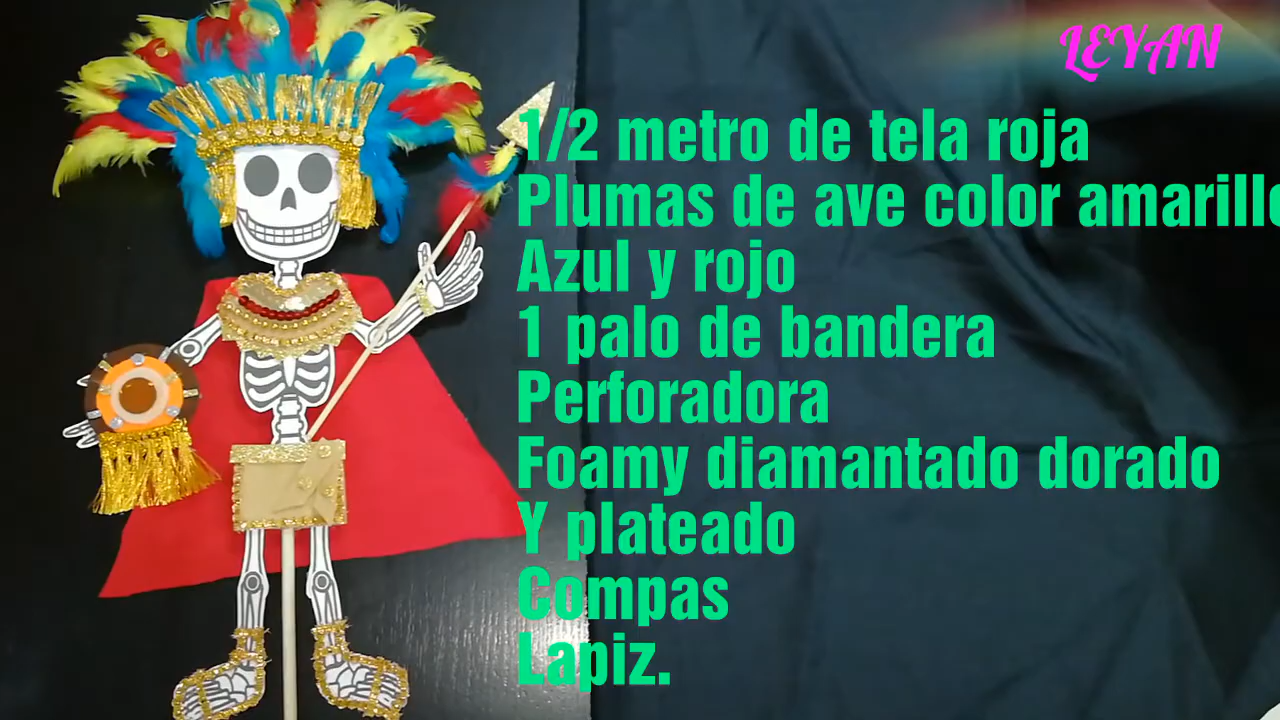 LEYAN
1/2 metro de tela roja
Plumas de ave color amarillo
Azul y rojo
1 palo de bandera
Perforadora
Foamy diamantado dorado
Y plateado
Compas
Lapiz.